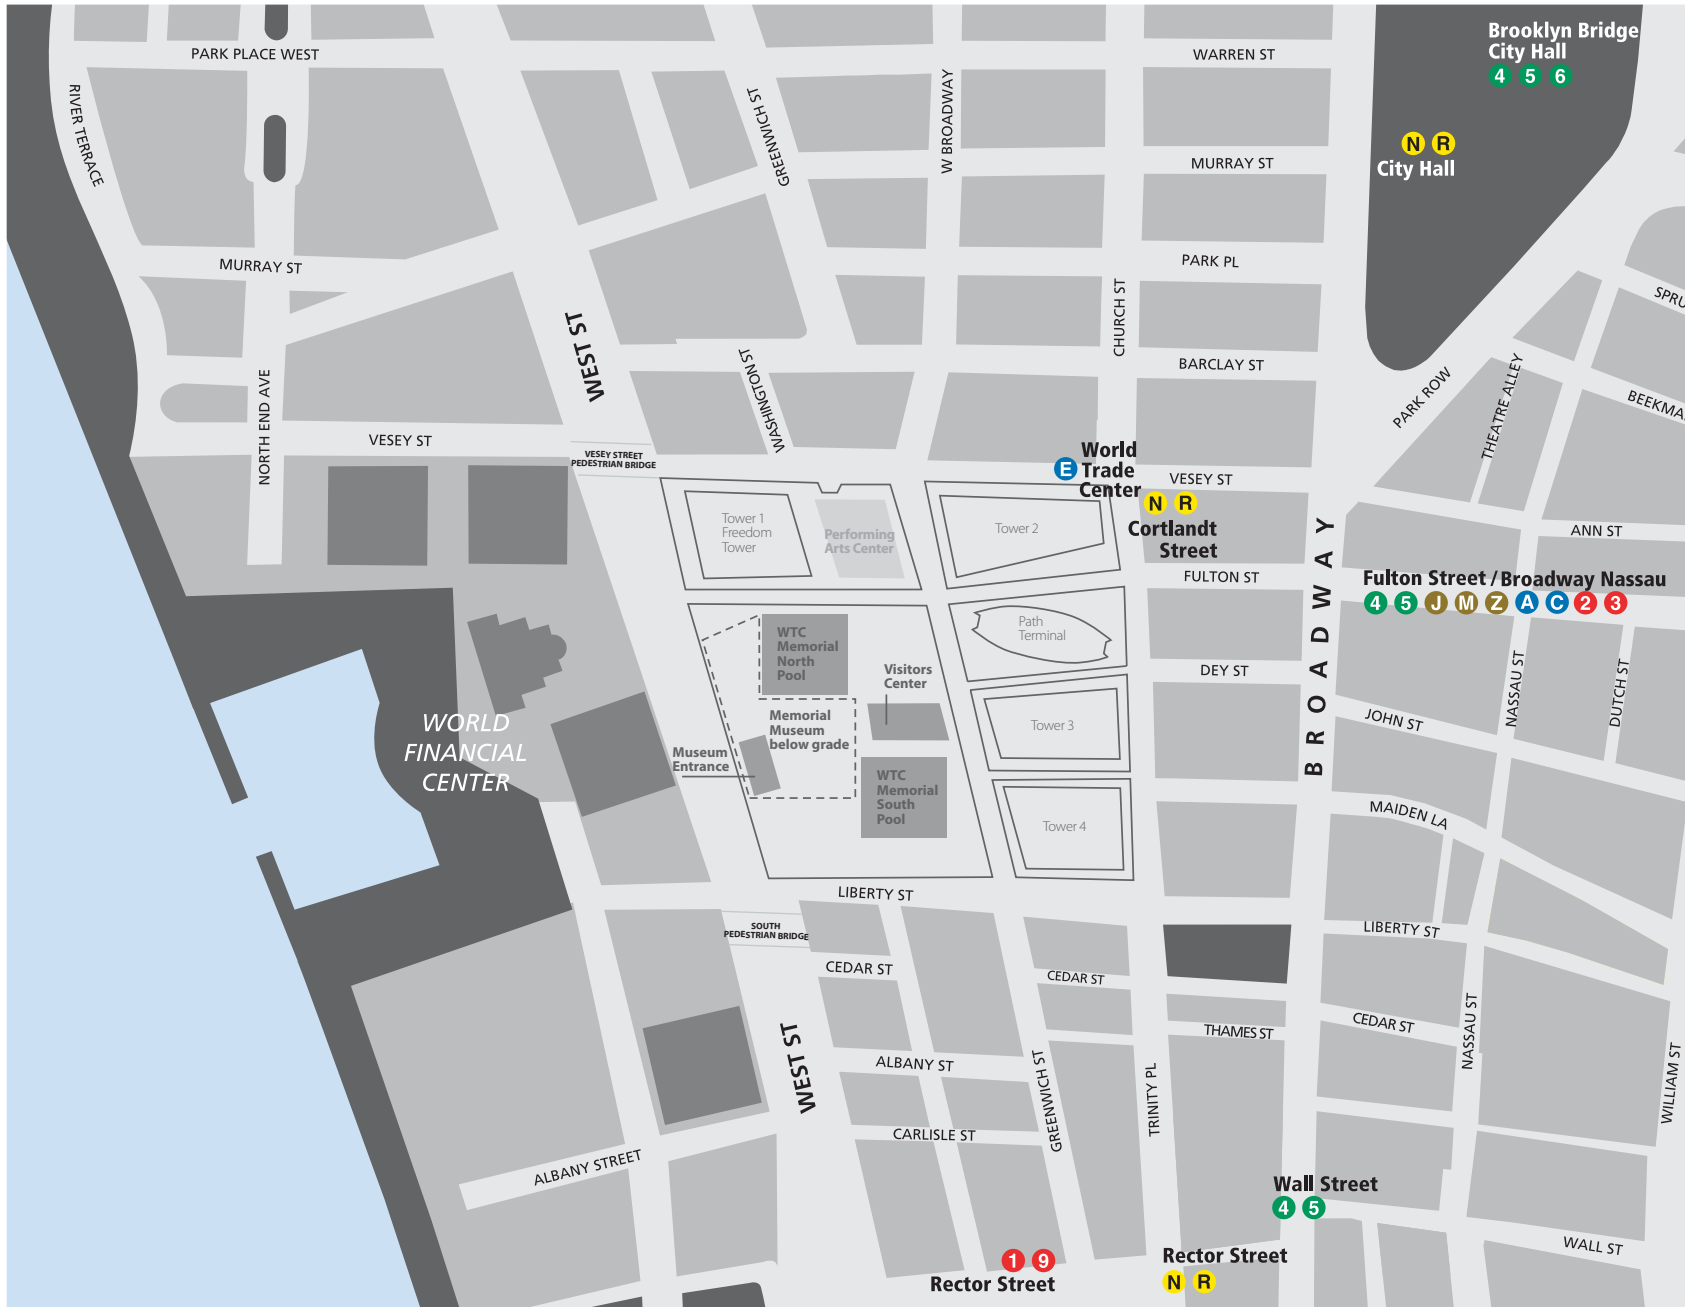 PARK PLACE WEST
WARREN ST
Brooklyn Bridge
City Hall
4 5 6
RIVER TERRACE
GREENWICH ST
W BROADWAY
MURRAY ST
N R
City Hall
MURRAY ST
PARK PL
CHURCH ST
WEST ST
BARCLAY ST
WASHINGTON ST
NORTH END AVE
PARK ROW
THEATRE ALLEY
SPRU
BEEKMA
VESEY ST
VESEY STREET
PEDESTRIAN BRIDGE
E
World
Trade
Center
VESEY ST
N R
Cortlandt
Street
Tower 1
Freedom
Tower
Performing
Arts Center
Tower 2
BROADWAY
ANN ST
FULTON ST
Fulton Street / Broadway Nassau
4 5 J M Z A C 2 3
WTC
Memorial
North
Pool
Path
Terminal
Visitors
Center
DEY ST
NASSAU ST
DUTCH ST
WORLD
FINANCIAL
CENTER
Memorial
Museum
below grade
Museum
Entrance
Tower 3
JOHN ST
WTC
Memorial
South
Pool
Tower 4
MAIDEN LA
LIBERTY ST
SOUTH
PEDESTRIAN BRIDGE
LIBERTY ST
CEDAR ST
CEDAR ST
THAMES ST
CEDAR ST
NASSAU ST
WEST ST
ALBANY ST
GREENWICH ST
TRINITY PL
WILLIAM ST
CARLISLE ST
ALBANY STREET
Wall Street
4 5
WALL ST
1 9
Rector Street
Rector Street
N R